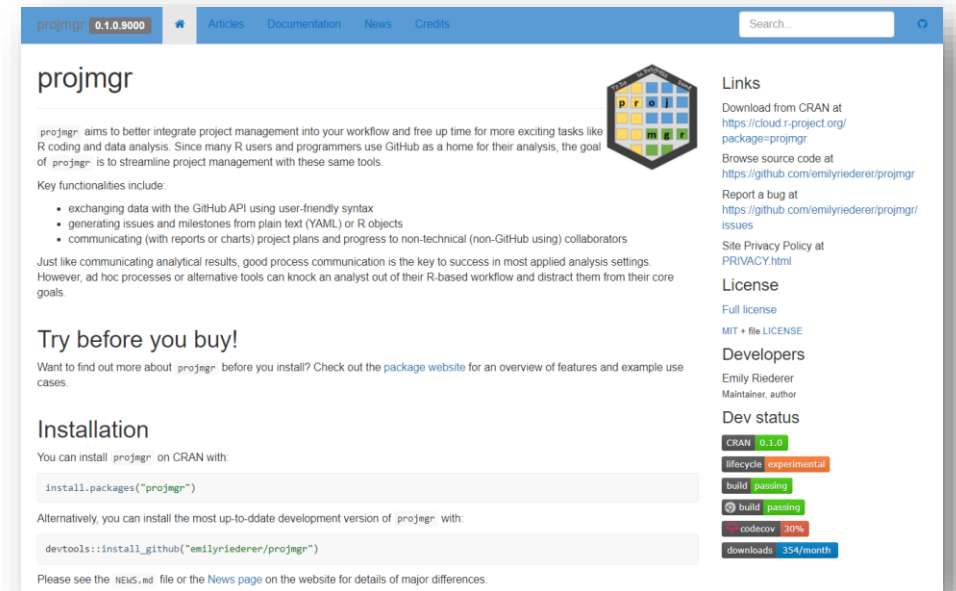 projmgr 0.1.0.9000 Articles Documentation News Credits Search...
projmgr
To Do In Progress Done
p r o j
m g r
projmgr aims to better integrate project management into your workflow and free up time for more exciting tasks like
R coding and data analysis. Since many R users and programmers use GitHub as a home for their analysis, the goal
of projmgr is to streamline project management with these same tools.
Key functionalities include:
• exchanging data with the GitHub API using user-friendly syntax
• generating issues and milestones from plain text (YAML) or R objects
• communicating (with reports or charts) project plans and progress to non-technical (non-GitHub using) collaborators
Just like communicating analytical results, good process communication is the key to success in most applied analysis settings.
However, ad hoc processes or alternative tools can knock an analyst out of their R-based workflow and distract them from their core
goals.
Try before you buy!
Want to find out more about projmgr before you install? Check out the package website for an overview of features and example use
cases.
Installation
You can install projmgr on CRAN with:
install.packages("projmgr")
Alternatively, you can install the most up-to-ddate development version of projmgr with:
devtools::install_github("emilyriederer/projmgr")
Please see the NEWS.md file or the News page on the website for details of major differences.
Links
Download from CRAN at
https://cloud.r-project.org/
package=projmgr
Browse source code at
https://github.com/emilyriederer/projmgr
Report a bug at
https://github.com/emilyriederer/projmgr/
issues
Site Privacy Policy at
PRIVACY.html
License
Full license
MIT + file LICENSE
Developers
Emily Riederer
Maintainer, author
Dev status
CRAN 0.1.0
lifecycle experimental
build passing
build passing
codecov 30%
downloads 354/month